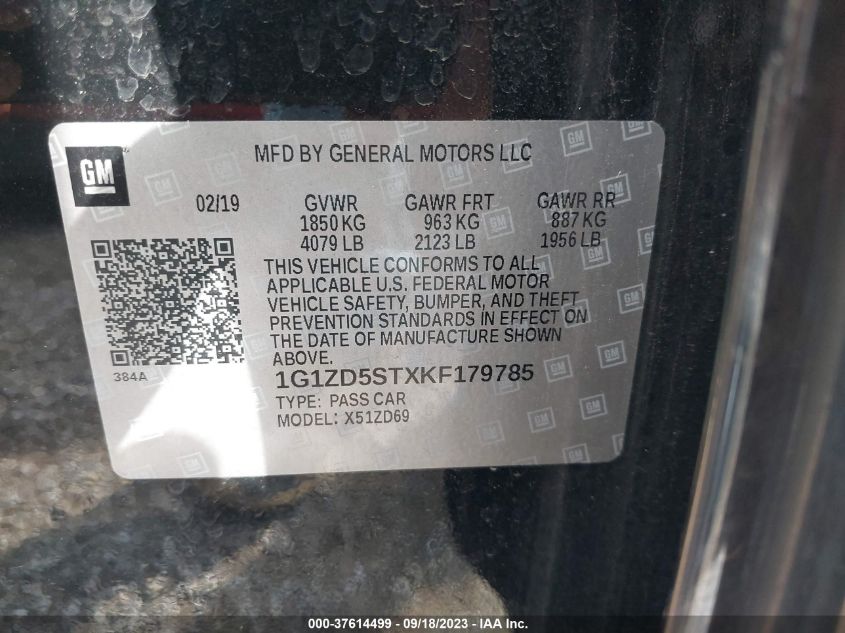 GM
MFD BY GENERAL MOTORS LLC
02/19 GVWR GAWR FRT GAWR RR
1850 KG 963 KG 887 KG
4079 LB 2123 LB 1956 LB
THIS VEHICLE CONFORMS TO ALL
APPLICABLE U.S. FEDERAL MOTOR
VEHICLE SAFETY, BUMPER, AND THEFT
PREVENTION STANDARDS IN EFFECT ON
THE DATE OF MANUFACTURE SHOWN
ABOVE.
384A
1G1ZD5STXKF179785
TYPE: PASS CAR
MODEL: X51ZD69
000-37614499 - 09/18/2023 - IAA Inc.